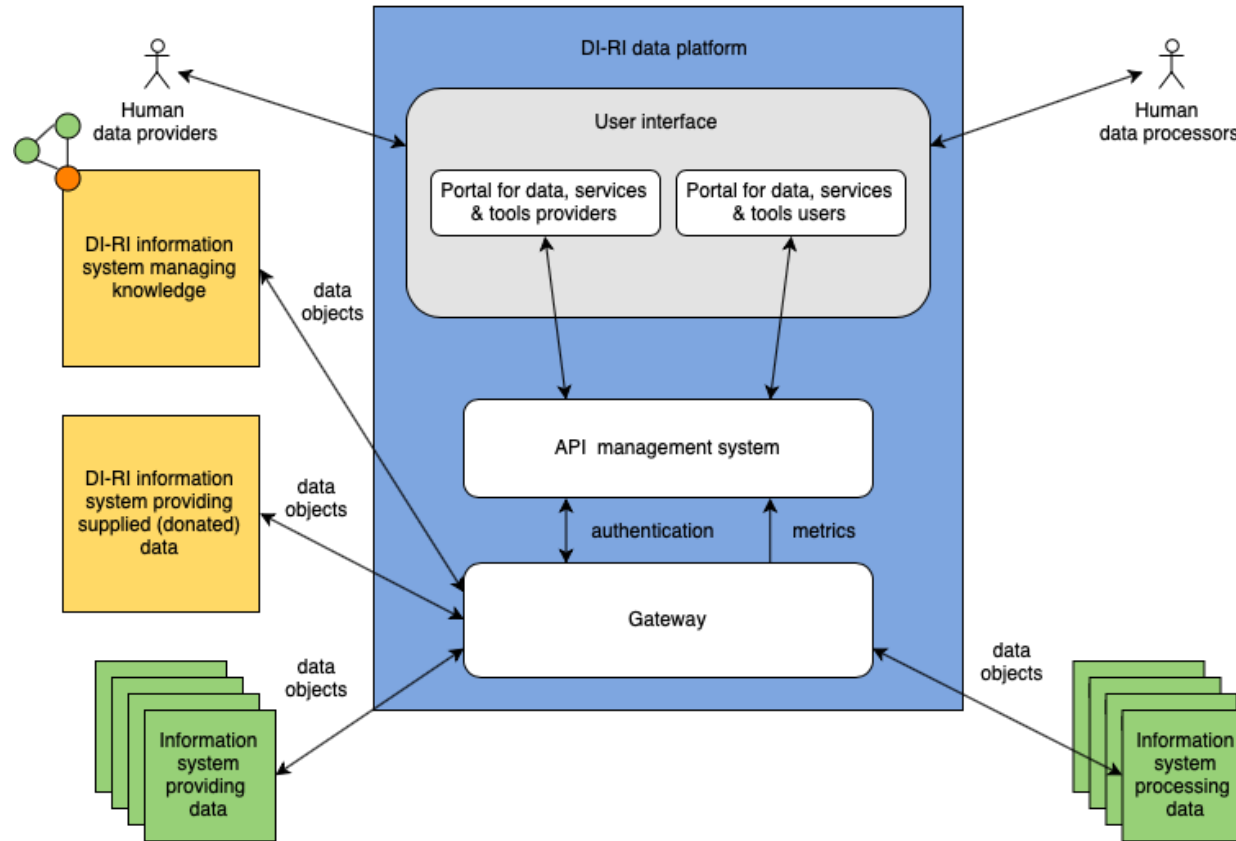 DI-RI data platform
Human
data providers
Human
data processors
User interface
Portal for data, services
& tools providers
Portal for data, services
& tools users
DI-RI information
system managing
knowledge
data
objects
API  management system
DI-RI information
system providing
supplied (donated)
data
data
objects
authentication
metrics
Gateway
data
objects
data
objects
Information
system
providing
data
Information
system
processing
data